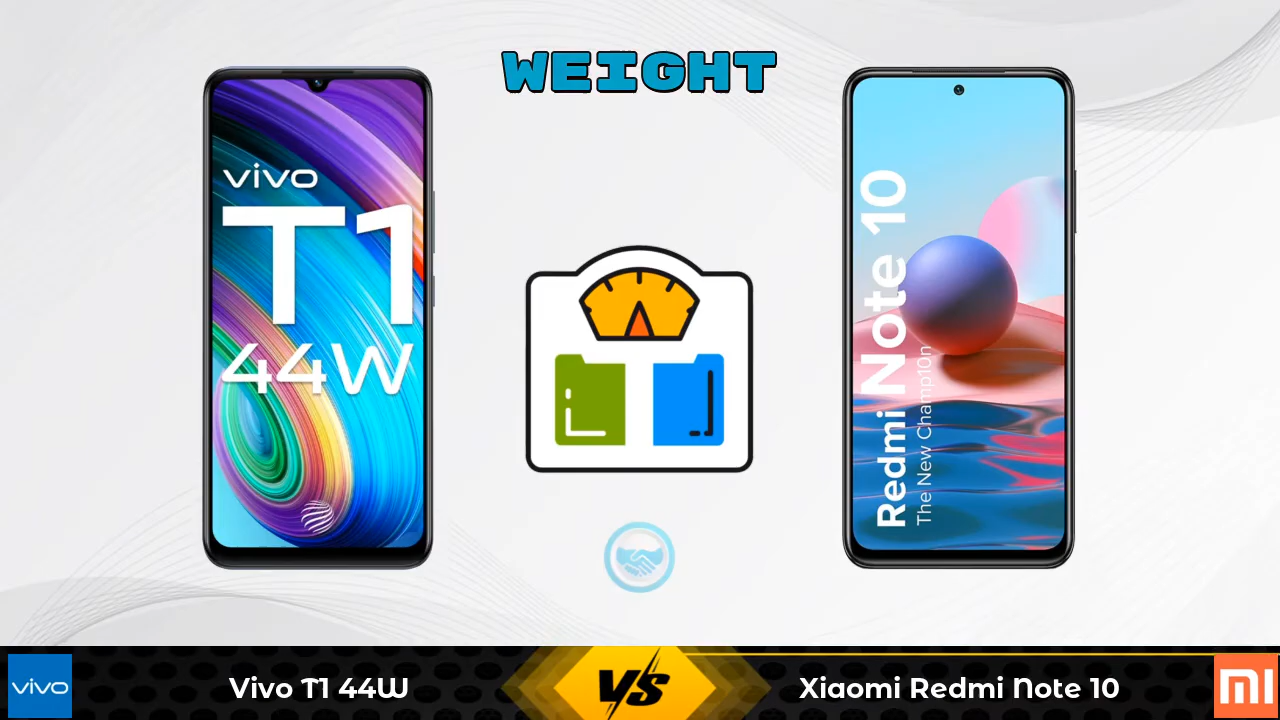 WEIGHT
vivo
T1
44W
Redmi Note 10
The New Champ10n
vivo
Vivo T1 44W
VS
Xiaomi Redmi Note 10
MI